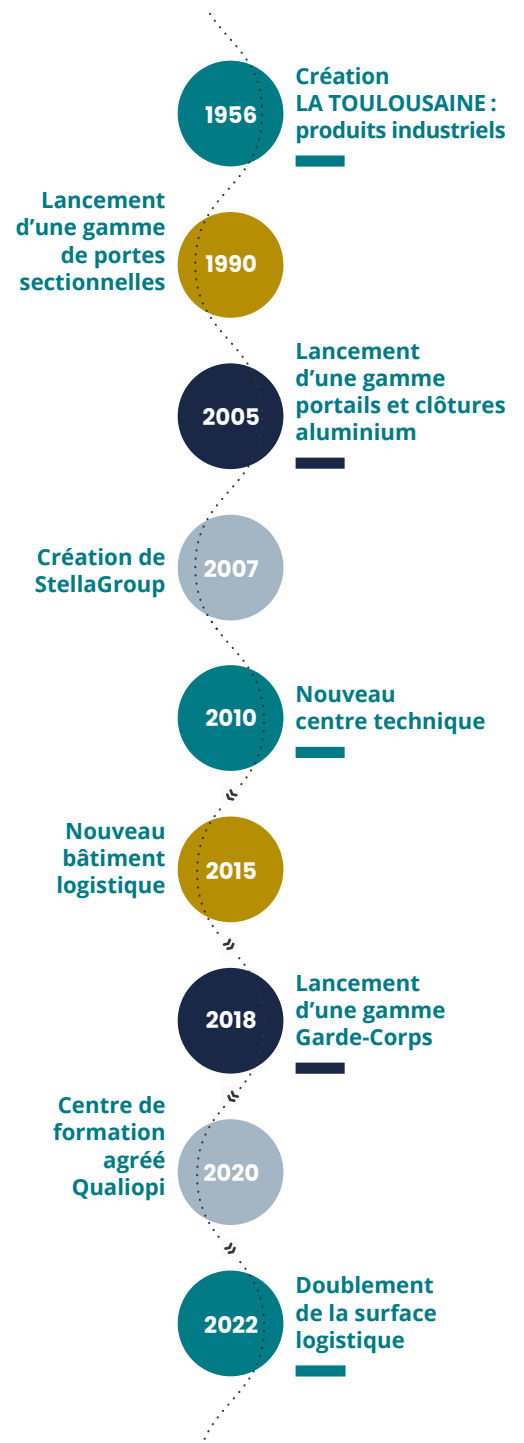 1956
Création
LA TOULOUSAINE :
produits industriels
Lancement
d’une gamme
de portes
sectionnelles
1990
Lancement
d’une gamme
portails et clôtures
aluminium
2005
Création de
StellaGroup
2007
2010
Nouveau
centre technique
Nouveau
bâtiment
logistique
2015
2018
Lancement
d’une gamme
Garde-Corps
Centre de
formation
agréé
Qualiopi
2020
2022
Doublement
de la surface
logistique